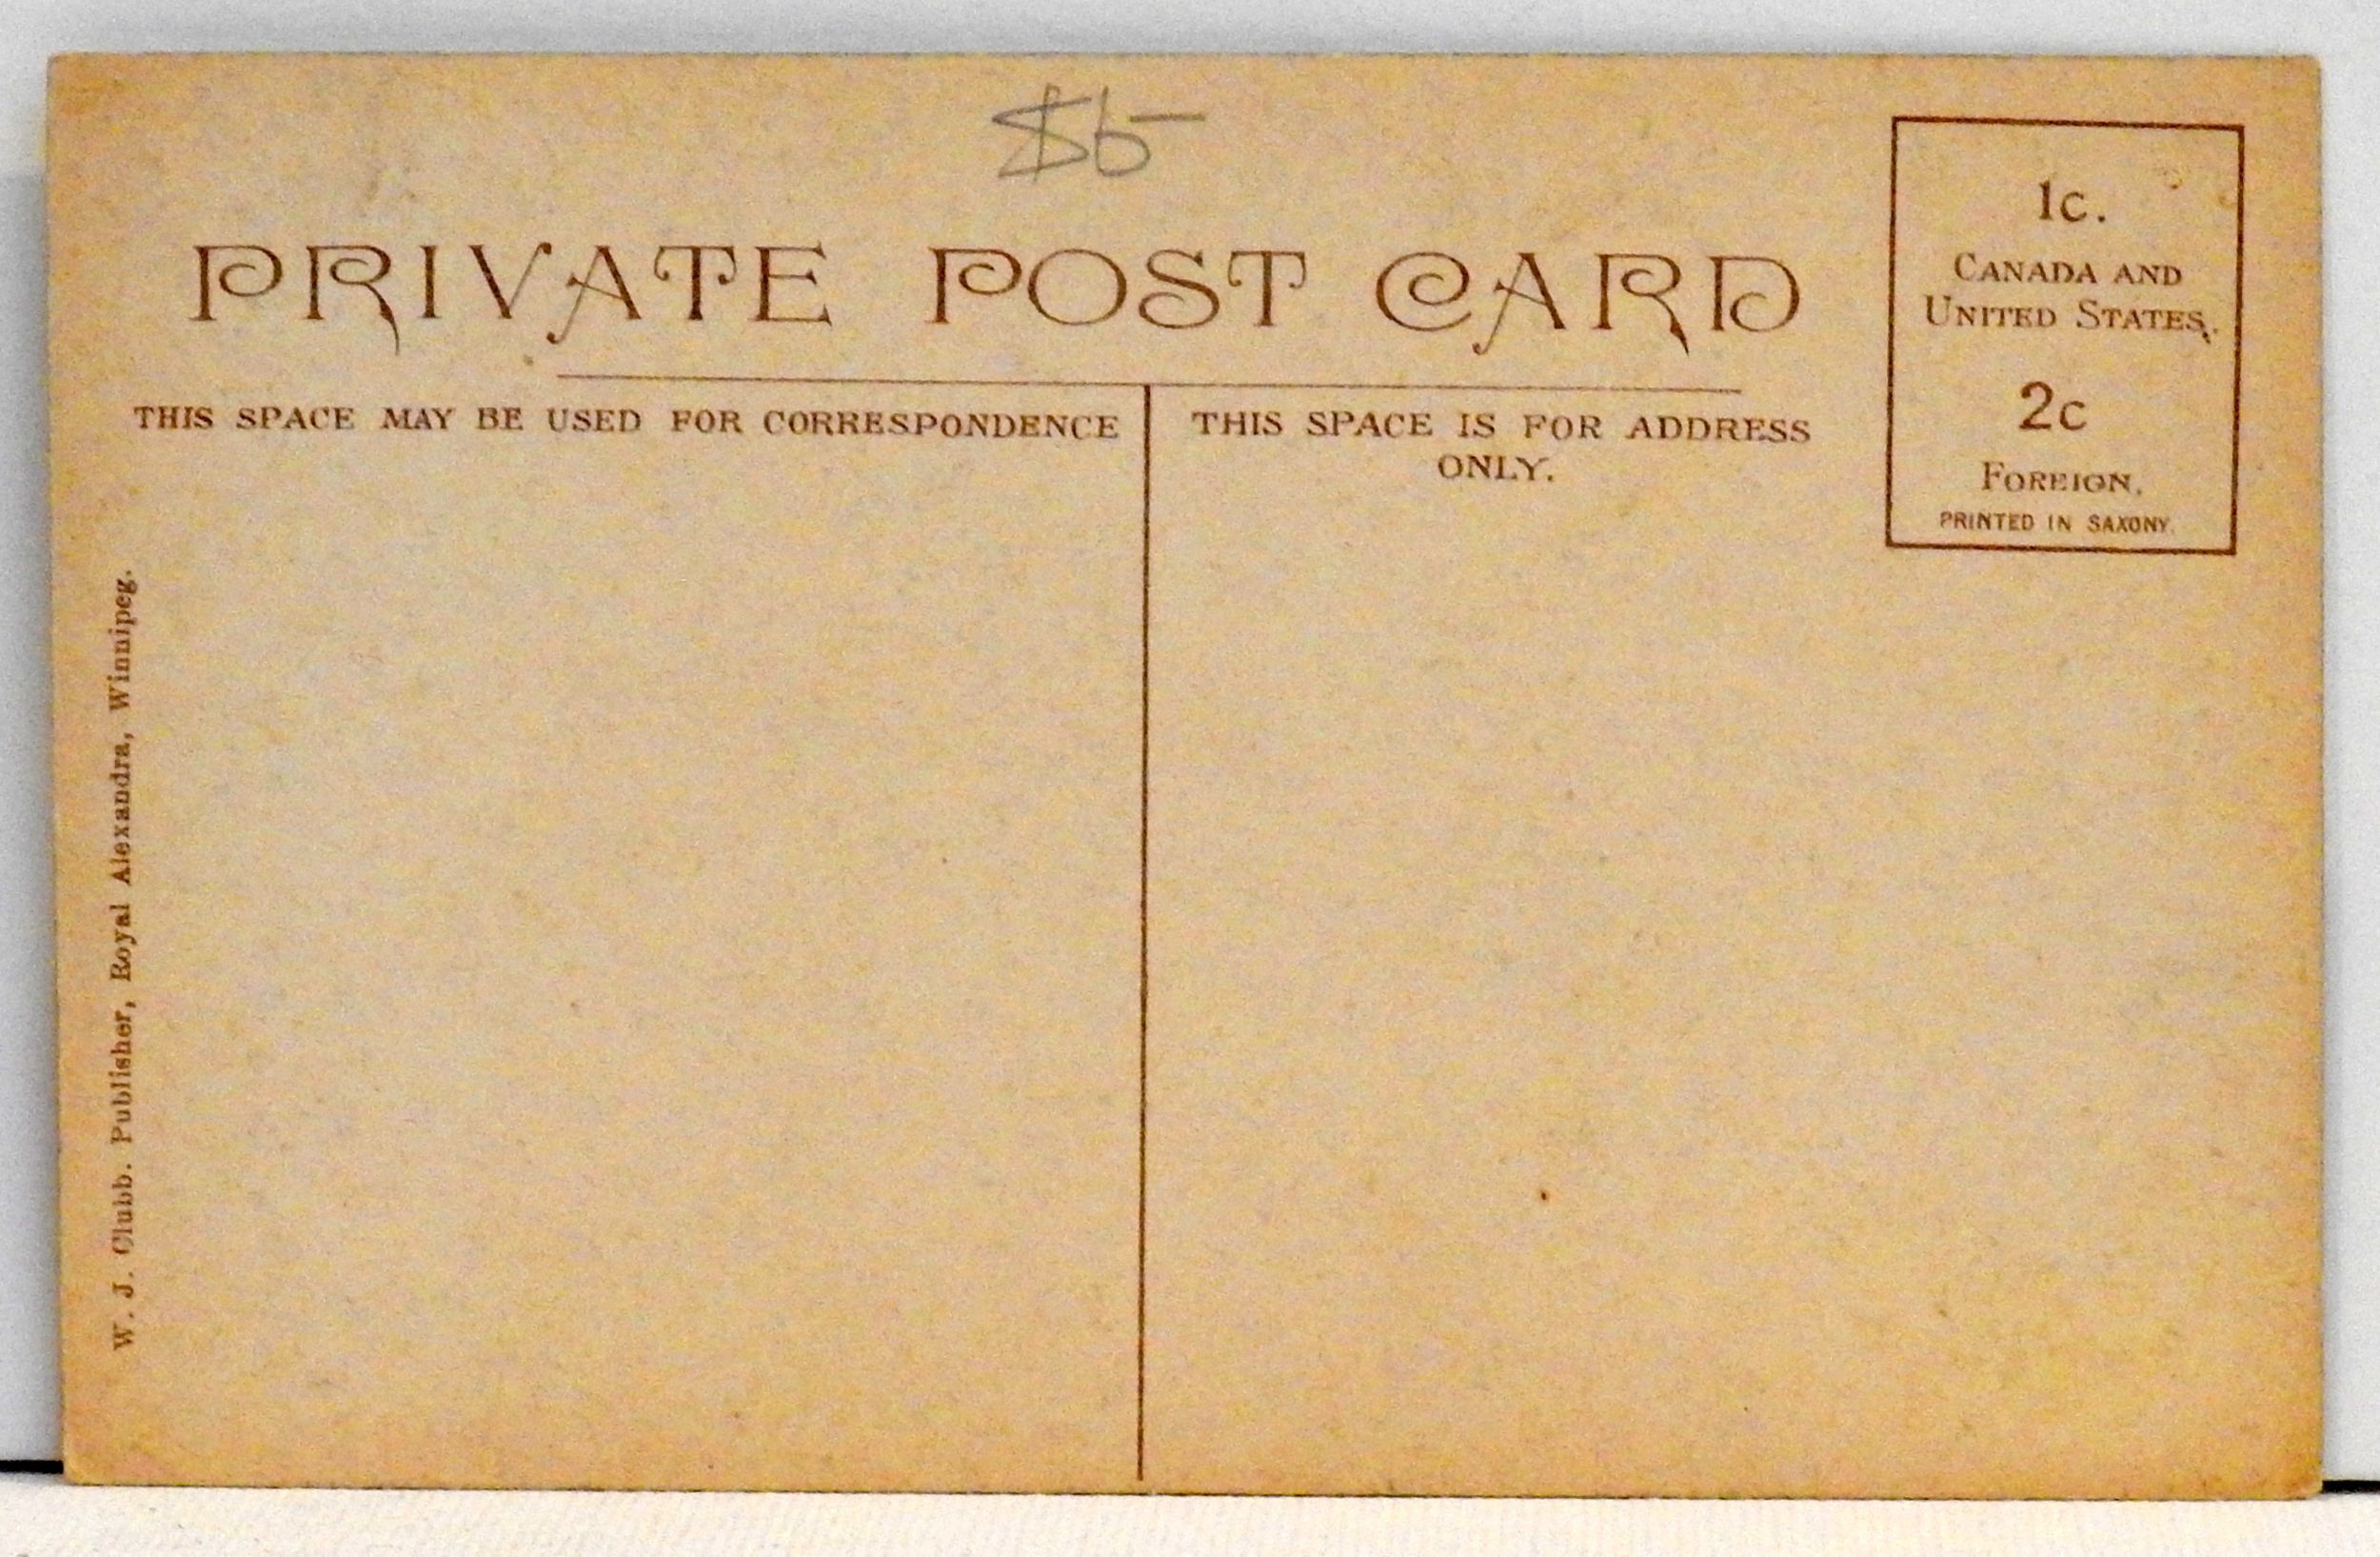 $5
PRIVATE POST CARD
THIS SPACE MAY BE USED FOR CORRESPONDENCE
THIS SPACE IS FOR ADDRESS
ONLY.
1c.
CANADA AND
UNITED STATES.
2c
FOREIGN.
PRINTED IN SAXONY.
W. J. Clubb. Publisher, Royal Alexandra, Winnipeg.